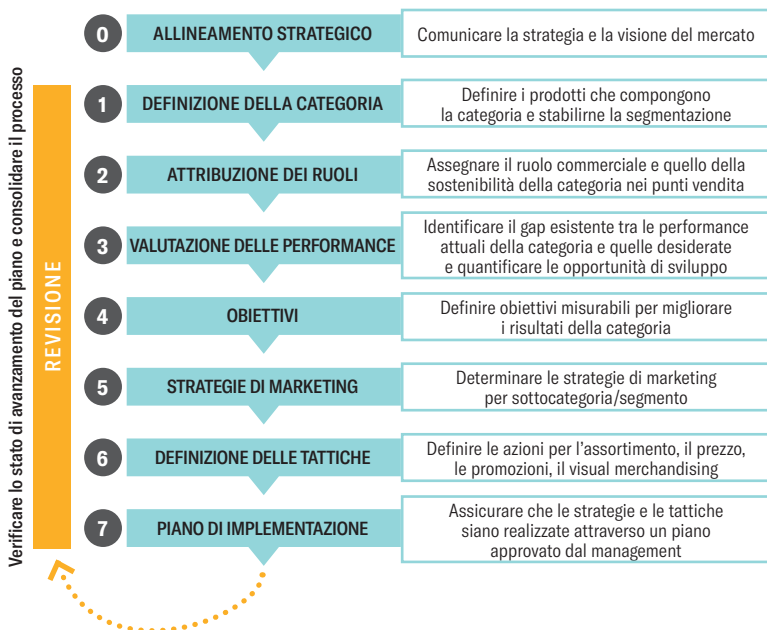 Verificare lo stato di avanzamento del piano e consolidare il processo
REVISIONE
0
ALLINEAMENTO STRATEGICO
Comunicare la strategia e la visione del mercato
1
DEFINIZIONE DELLA CATEGORIA
Definire i prodotti che compongono
la categoria e stabilirne la segmentazione
2
ATTRIBUZIONE DEI RUOLI
Assegnare il ruolo commerciale e quello della
sostenibilità della categoria nei punti vendita
3
VALUTAZIONE DELLE PERFORMANCE
Identificare il gap esistente tra le performance
attuali della categoria e quelle desiderate
e quantificare le opportunità di sviluppo
4
OBIETTIVI
Definire obiettivi misurabili per migliorare
i risultati della categoria
5
STRATEGIE DI MARKETING
Determinare le strategie di marketing
per sottocategoria/segmento
6
DEFINIZIONE DELLE TATTICHE
Definire le azioni per l'assortimento, il prezzo,
le promozioni, il visual merchandising
7
PIANO DI IMPLEMENTAZIONE
Assicurare che le strategie e le tattiche
siano realizzate attraverso un piano
approvato dal management